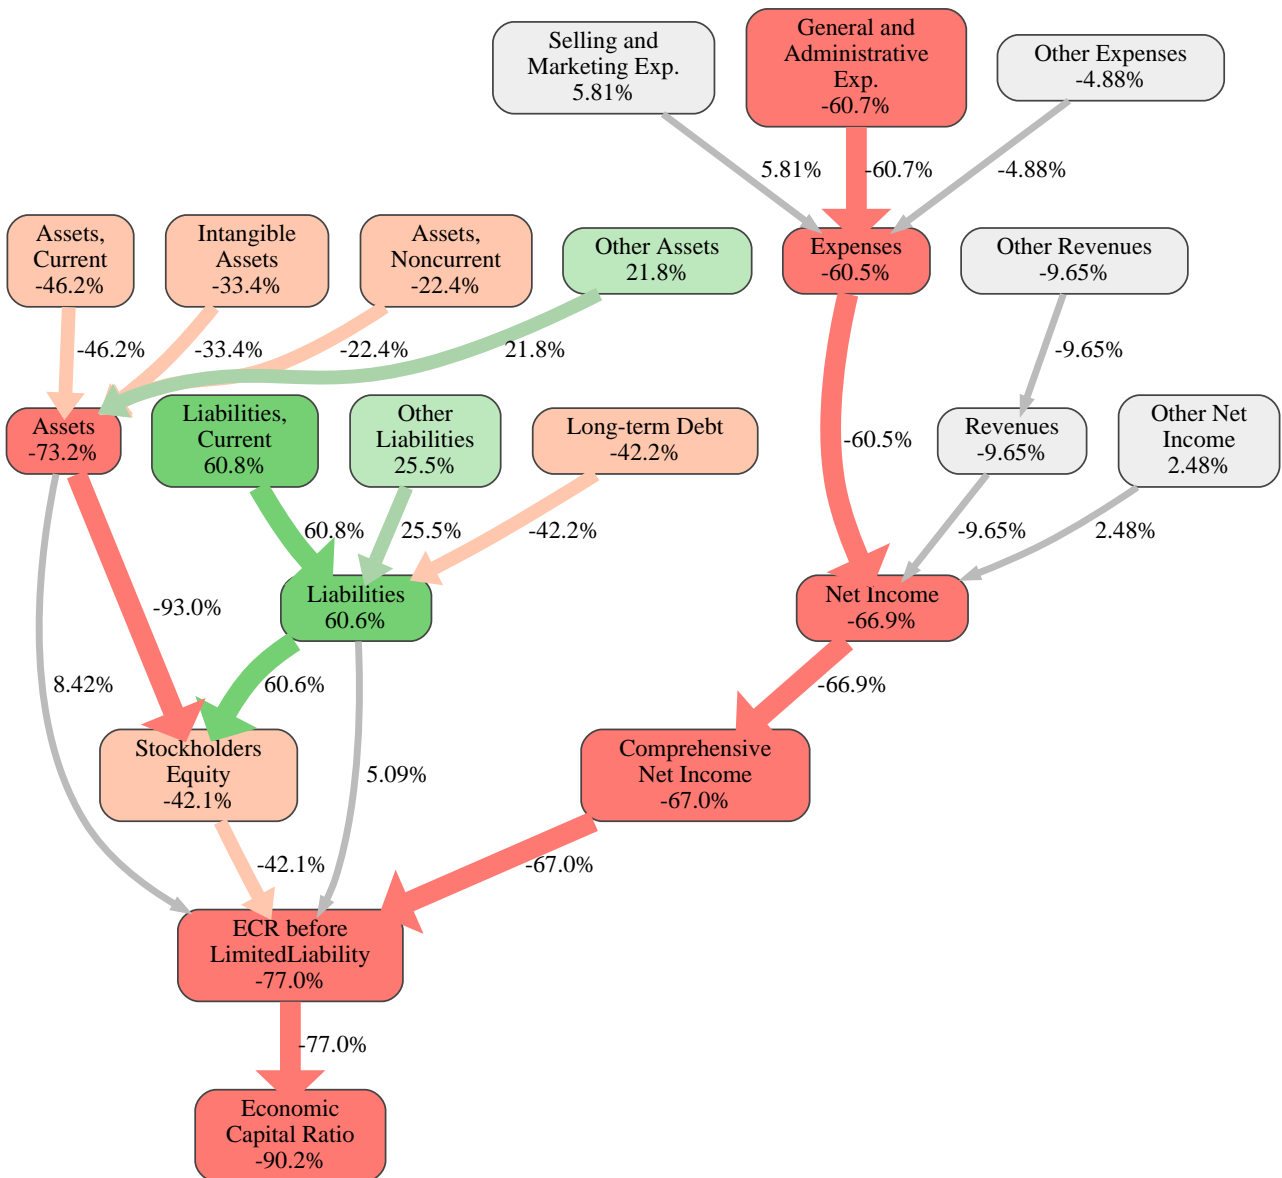 Selling and
Marketing Exp.
5.81%
General and
Administrative
Exp.
-60.7%
Other Expenses
-4.88%
5.81%
-60.7%
-4.88%
Assets,
Current
-46.2%
Intangible
Assets
-33.4%
Assets,
Noncurrent
-22.4%
Other Assets
21.8%
Expenses
-60.5%
Other Revenues
-9.65%
-46.2%
-33.4%
-22.4%
21.8%
-9.65%
Assets
-73.2%
Liabilities,
Current
60.8%
Other
Liabilities
25.5%
Long-term Debt
-42.2%
-60.5%
Revenues
-9.65%
Other Net
Income
2.48%
60.8%
25.5%
-42.2%
-9.65%
2.48%
-93.0%
Liabilities
60.6%
Net Income
-66.9%
8.42%
60.6%
-66.9%
Stockholders
Equity
-42.1%
5.09%
Comprehensive
Net Income
-67.0%
-42.1%
-67.0%
ECR before
LimitedLiability
-77.0%
-77.0%
Economic
Capital Ratio
-90.2%